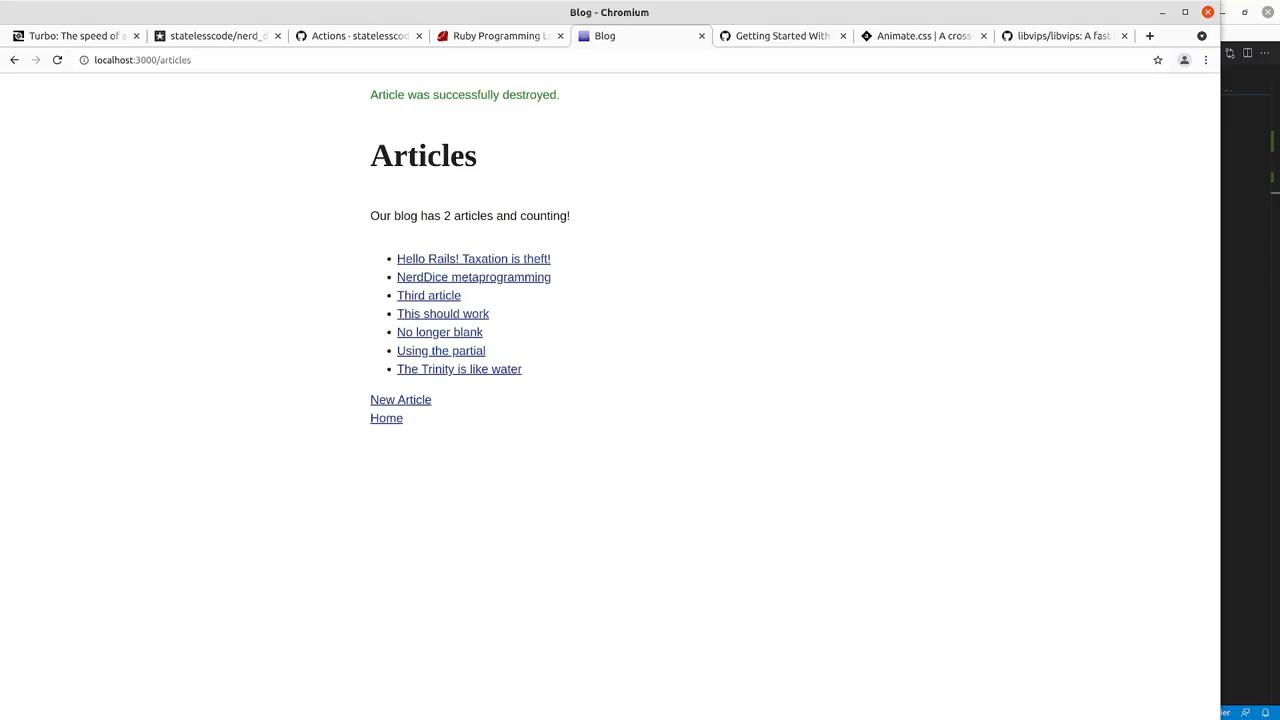 Blog - Chromium
Turbo: The speed of a
statelesscode/nerd_d
Actions · statelesscod
Ruby Programming La
Blog
Getting Started With
Animate.css | A cross-
libvips/libvips: A fast
localhost:3000/articles
Article was successfully destroyed.
Articles
Our blog has 2 articles and counting!
Hello Rails! Taxation is theft!
NerdDice metaprogramming
Third article
This should work
No longer blank
Using the partial
The Trinity is like water
New Article
Home